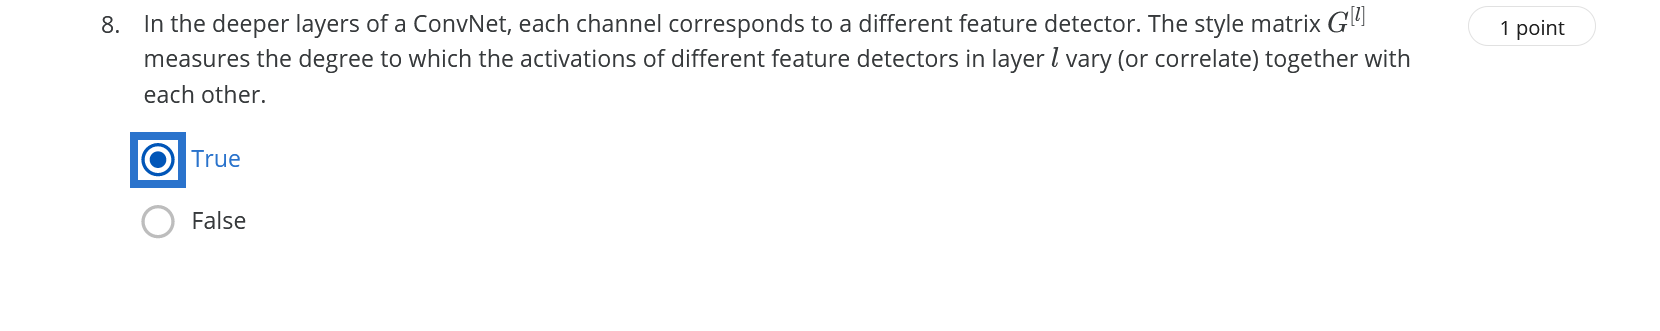 8. In the deeper layers of a ConvNet, each channel corresponds to a different feature detector. The style matrix G^[l] 1 point
measures the degree to which the activations of different feature detectors in layer l vary (or correlate) together with
each other.
True
False